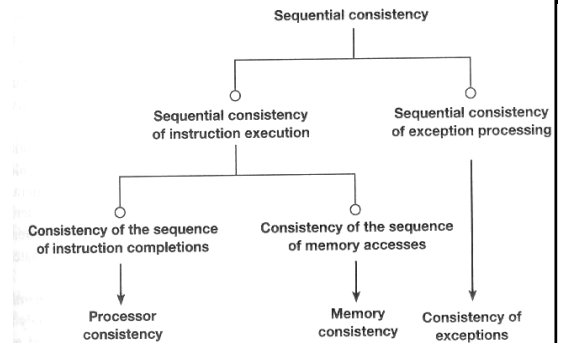 Sequential consistency
Sequential consistency
of instruction execution
Sequential consistency
of exception processing
Consistency of the sequence
of instruction completions
Consistency of the sequence
of memory accesses
Processor
consistency
Memory
consistency
Consistency of
exceptions